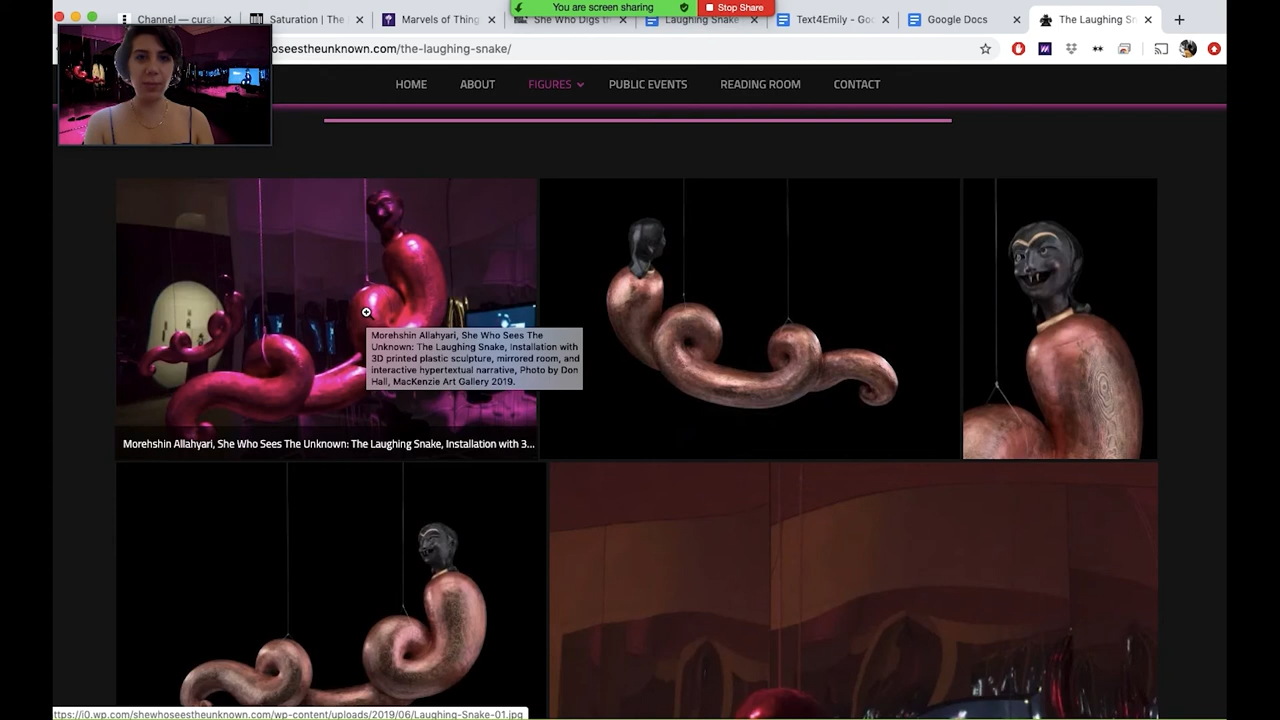 You are screen sharing
Stop Share
Channel — cura
Saturation | The
Marvels of Thing
She Who Digs th
Laughing Snake
Text4Emily - Goo
Google Docs
The Laughing Sn
oseestheunknown.com/the-laughing-snake/
HOME
ABOUT
FIGURES
PUBLIC EVENTS
READING ROOM
CONTACT
Morehshin Allahyari, She Who Sees The
Unknown: The Laughing Snake, Installation with
3D printed plastic sculpture, mirrored room, and
interactive hypertextual narrative, Photo by Don
Hall, MacKenzie Art Gallery 2019.
Morehshin Allahyari, She Who Sees The Unknown: The Laughing Snake, Installation with 3...
ttps://i0.wp.com/shewhoseestheunknown.com/wp-content/uploads/2019/06/Laughing-Snake-01.jpg